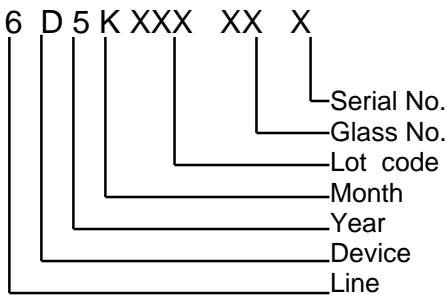 6 D 5 K XXX XX X
Serial No.
Glass No.
Lot code
Month
Year
Device
Line